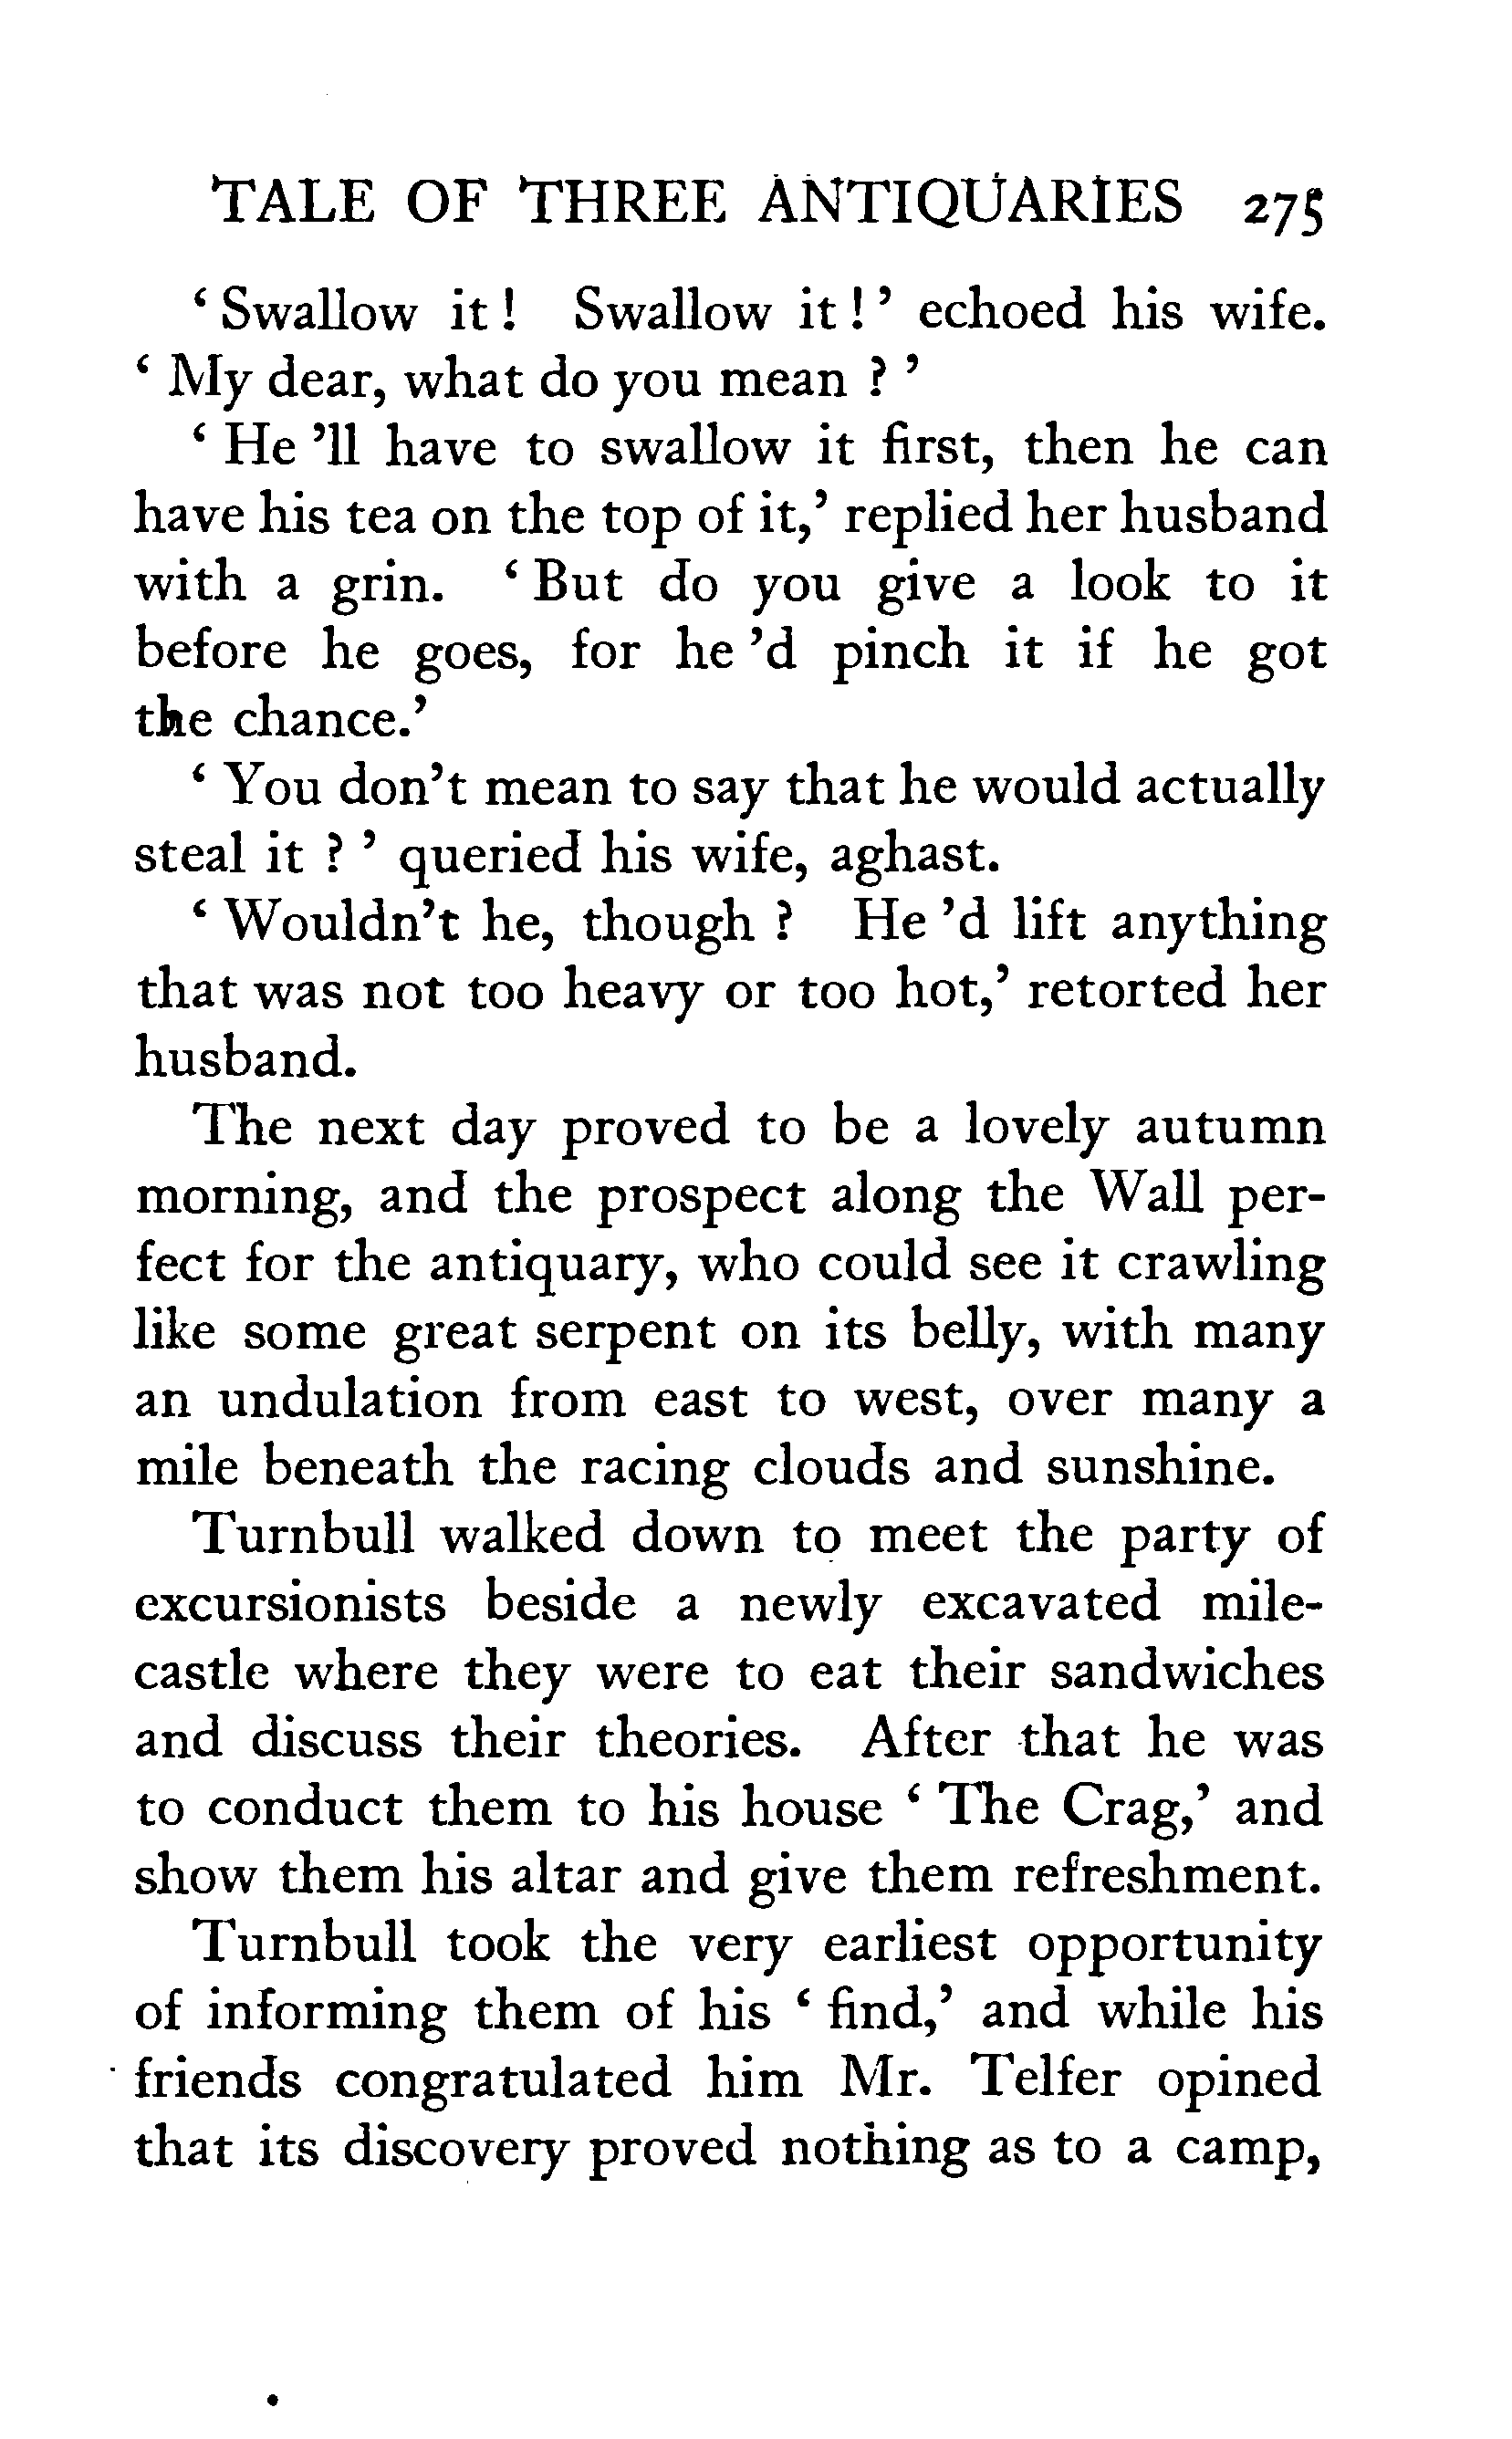 TALE OF THREE ANTIQUARIES 275
‘ Swallow it ! Swallow it ! ’ echoed his wife.
‘ My dear, what do you mean ? ’
‘ He ’ll have to swallow it first, then he can
have his tea on the top of it,’ replied her husband
with a grin. ‘ But do you give a look to it
before he goes, for he ’d pinch it if he got
the chance.’
‘ You don’t mean to say that he would actually
steal it ? ’ queried his wife, aghast.
‘ Wouldn’t he, though ? He ’d lift anything
that was not too heavy or too hot,’ retorted her
husband.
The next day proved to be a lovely autumn
morning, and the prospect along the Wall per-
fect for the antiquary, who could see it crawling
like some great serpent on its belly, with many
an undulation from east to west, over many a
mile beneath the racing clouds and sunshine.
Turnbull walked down to meet the party of
excursionists beside a newly excavated mile-
castle where they were to eat their sandwiches
and discuss their theories. After that he was
to conduct them to his house ‘ The Crag,’ and
show them his altar and give them refreshment.
Turnbull took the very earliest opportunity
of informing them of his ‘ find,’ and while his
friends congratulated him Mr. Telfer opined
that its discovery proved nothing as to a camp,